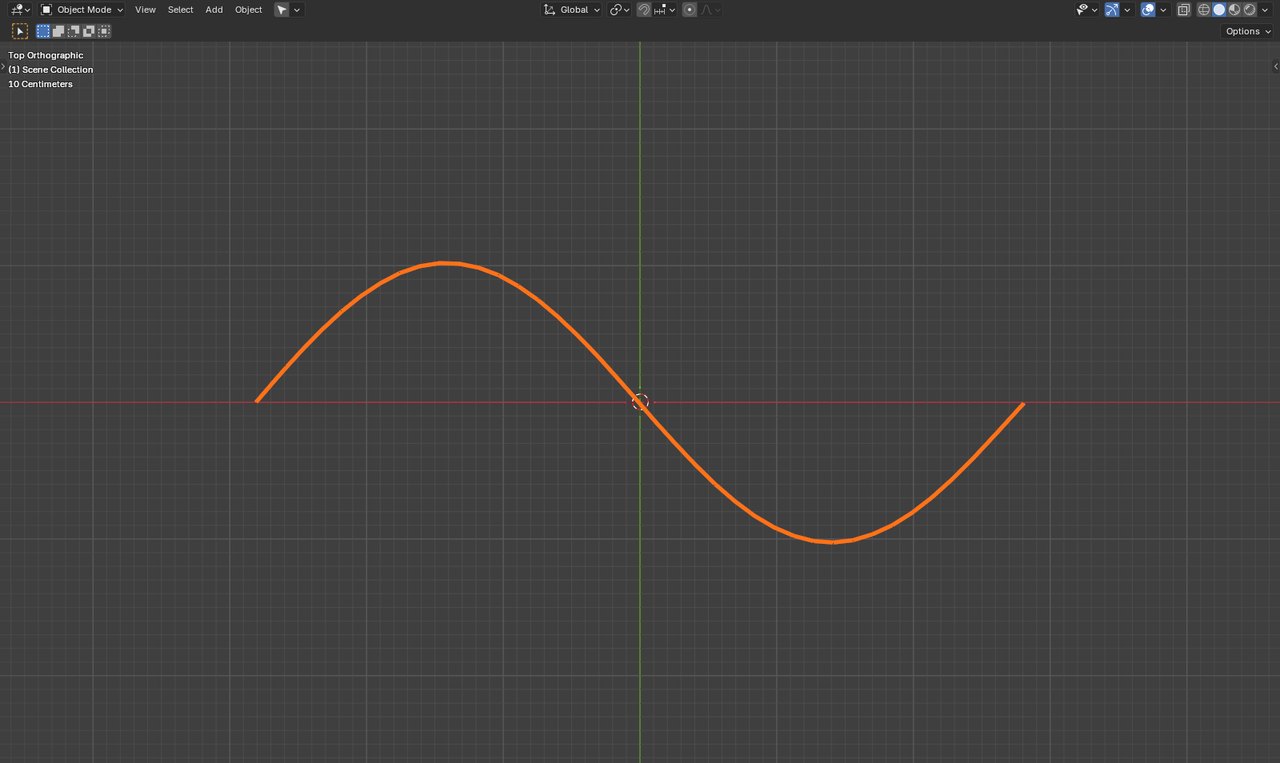 Object Mode View Select Add Object Global
Options
Top Orthographic
(1) Scene Collection
10 Centimeters